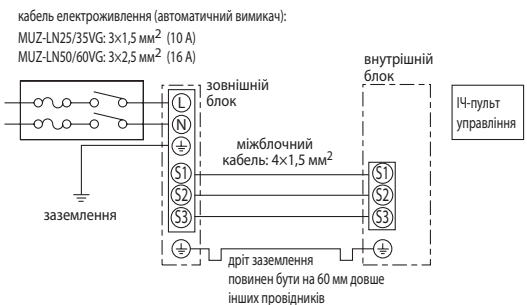 кабель електроживлення (автоматичний вимикач):
MUZ-LN25/35VG: 3×1,5 мм² (10 А)
MUZ-LN50/60VG: 3×2,5 мм² (16 А)
зовнішній
блок
внутрішній
блок
ІЧ-пульт
управління
L
N
міжблочний
кабель: 4×1,5 мм²
S1
S2
S3
S1
S2
S3
заземлення
дріт заземлення
повинен бути на 60 мм довше
інших провідників